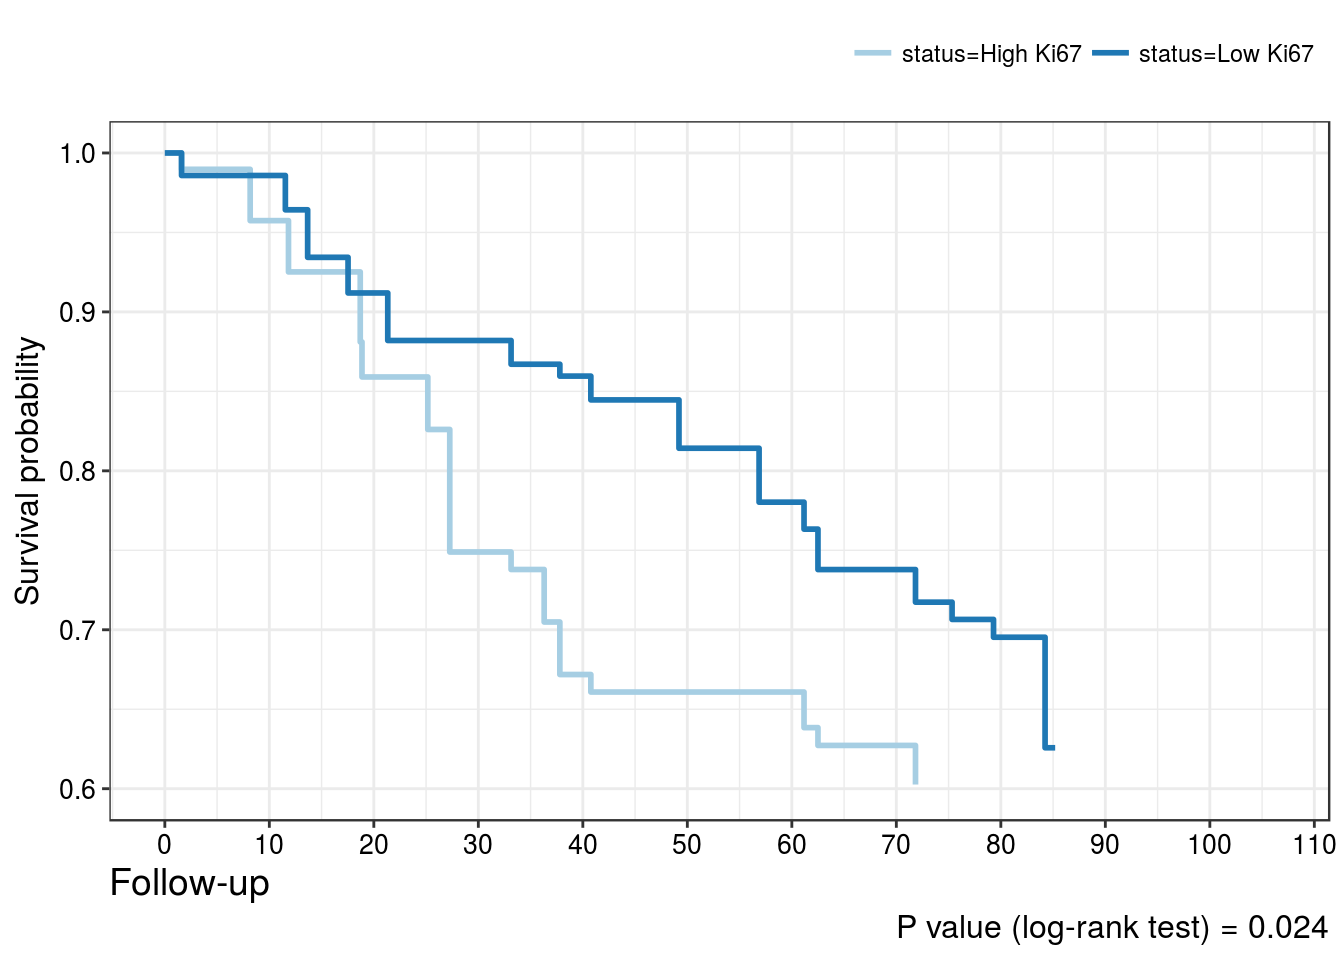 status=High Ki67 status=Low Ki67
Survival probability
1.0
0.9
0.8
0.7
0.6
0 10 20 30 40 50 60 70 80 90 100 110
Follow-up
P value (log-rank test) = 0.024